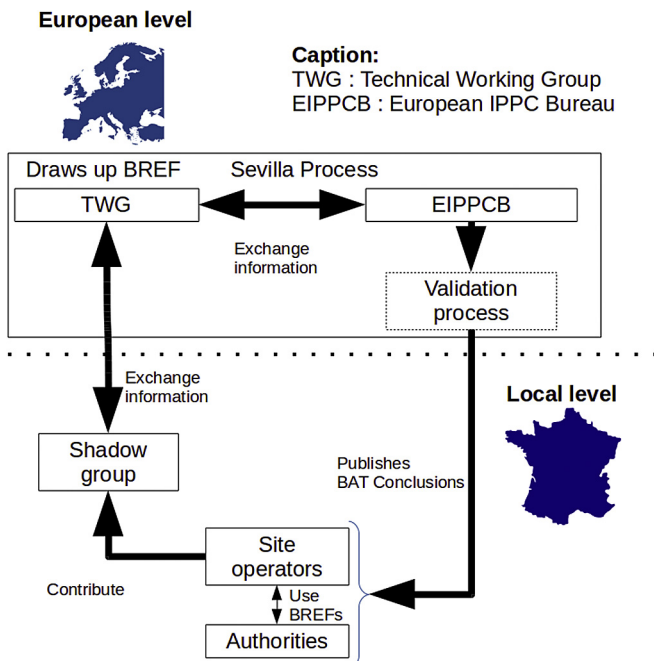 European level
Caption:
TWG : Technical Working Group
EIPPCB : European IPPC Bureau
Draws up BREF
Sevilla Process
TWG
EIPPCB
Exchange
information
Validation
process
Exchange
information
Local level
Shadow
group
Publishes
BAT Conclusions
Site
operators
Contribute
Use
BREFs
Authorities